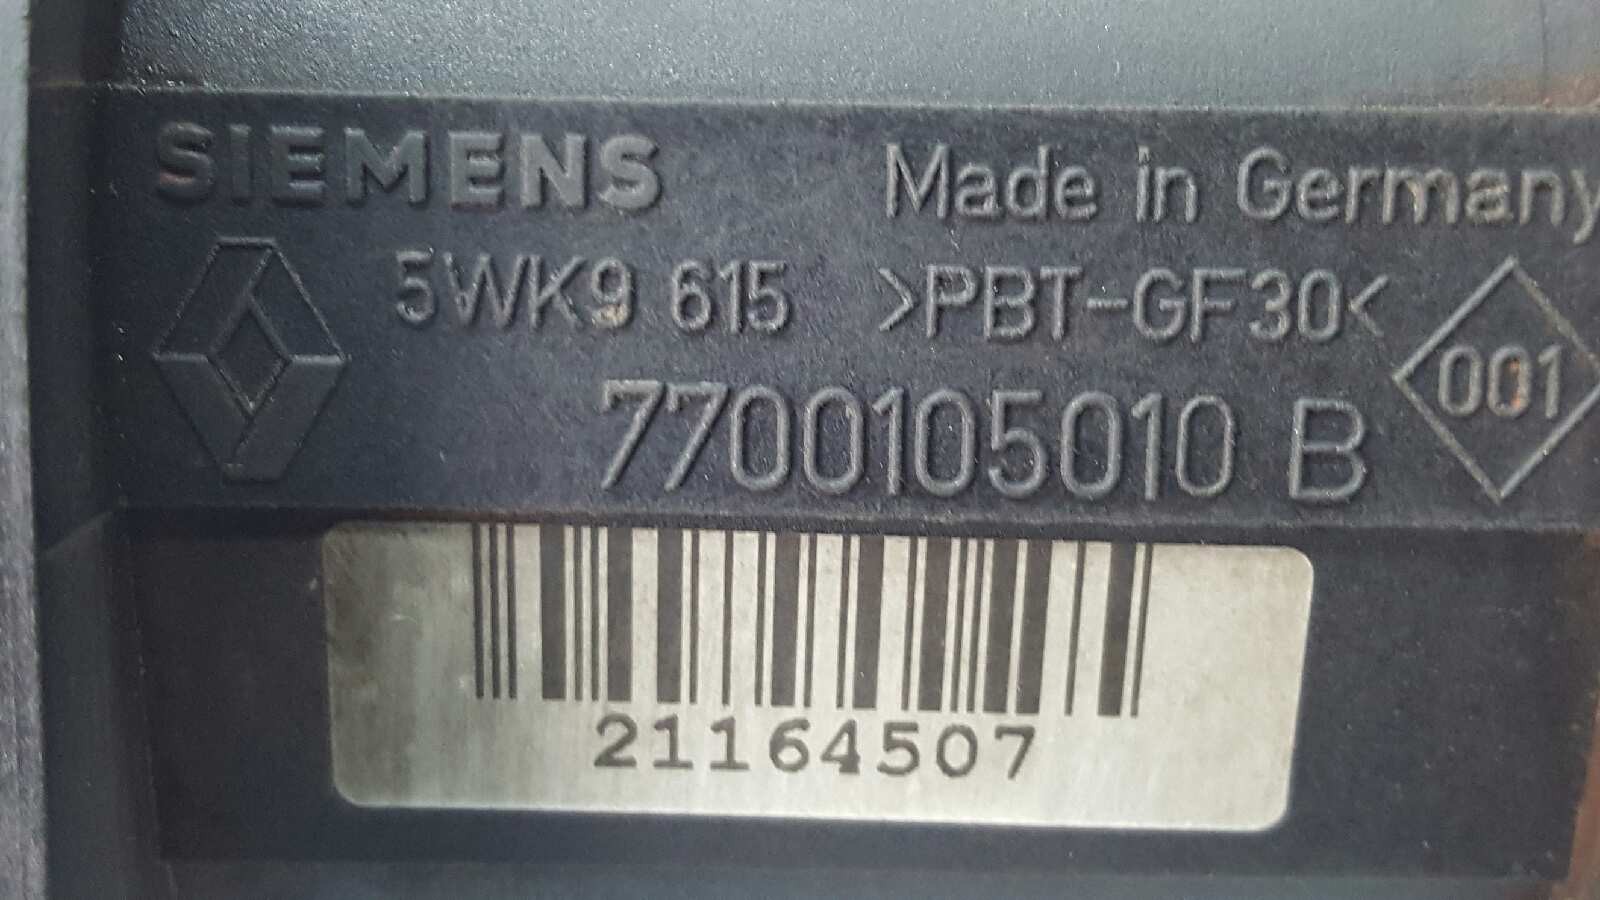 SIEMENS Made in Germany
5WK9 615 >PBT-GF30<
7700105010 B 001
21164507